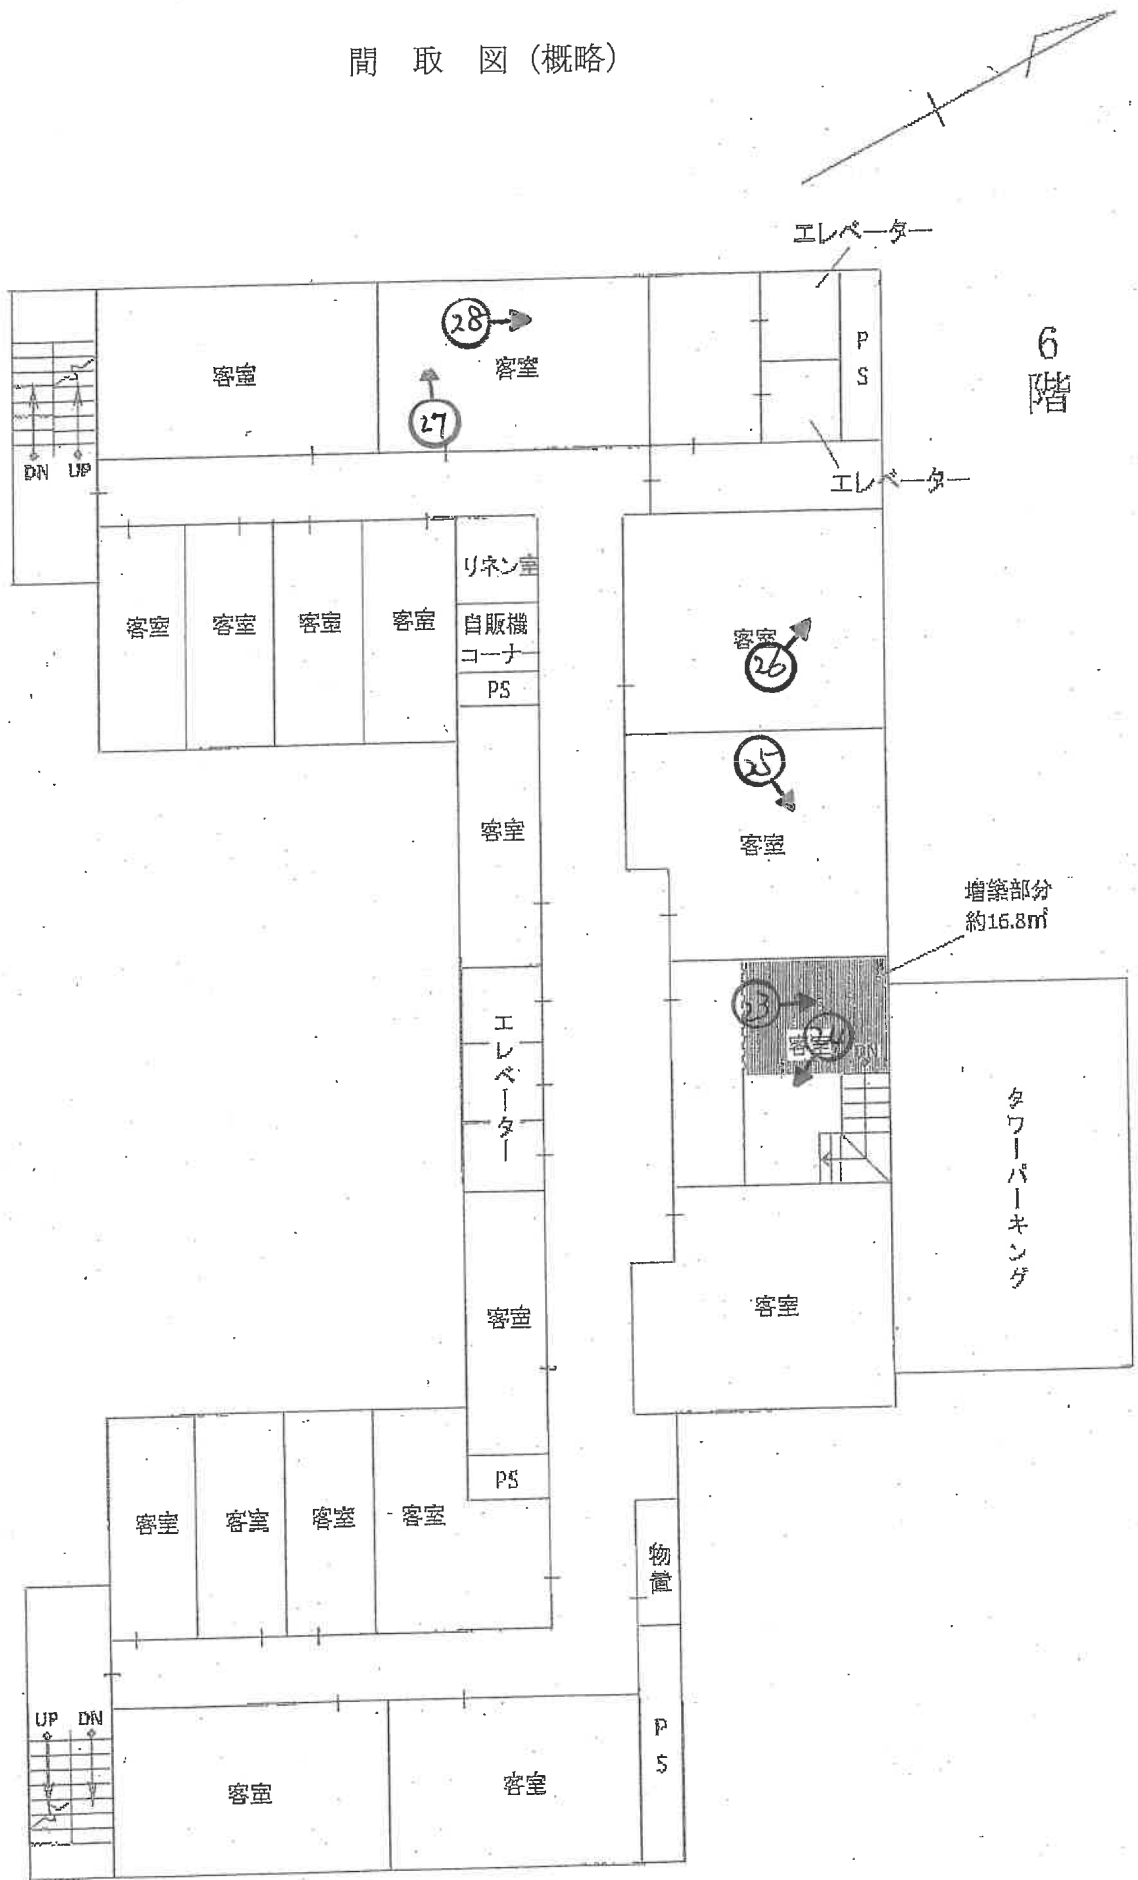 間 取 図 (概略)
エレベーター
6
階
28
客室
客室
PS
27
DN UP
エレベーター
リネン室
客室
客室
客室
客室
自販機
コーナー
客室
26
PS
25
客室
客室
増築部分
約16.8㎡
23
24
客室
DN
エレベーター
タワーパーキング
客室
客室
PS
客室
客室
客室
客室
物置
UP DN
PS
客室
客室